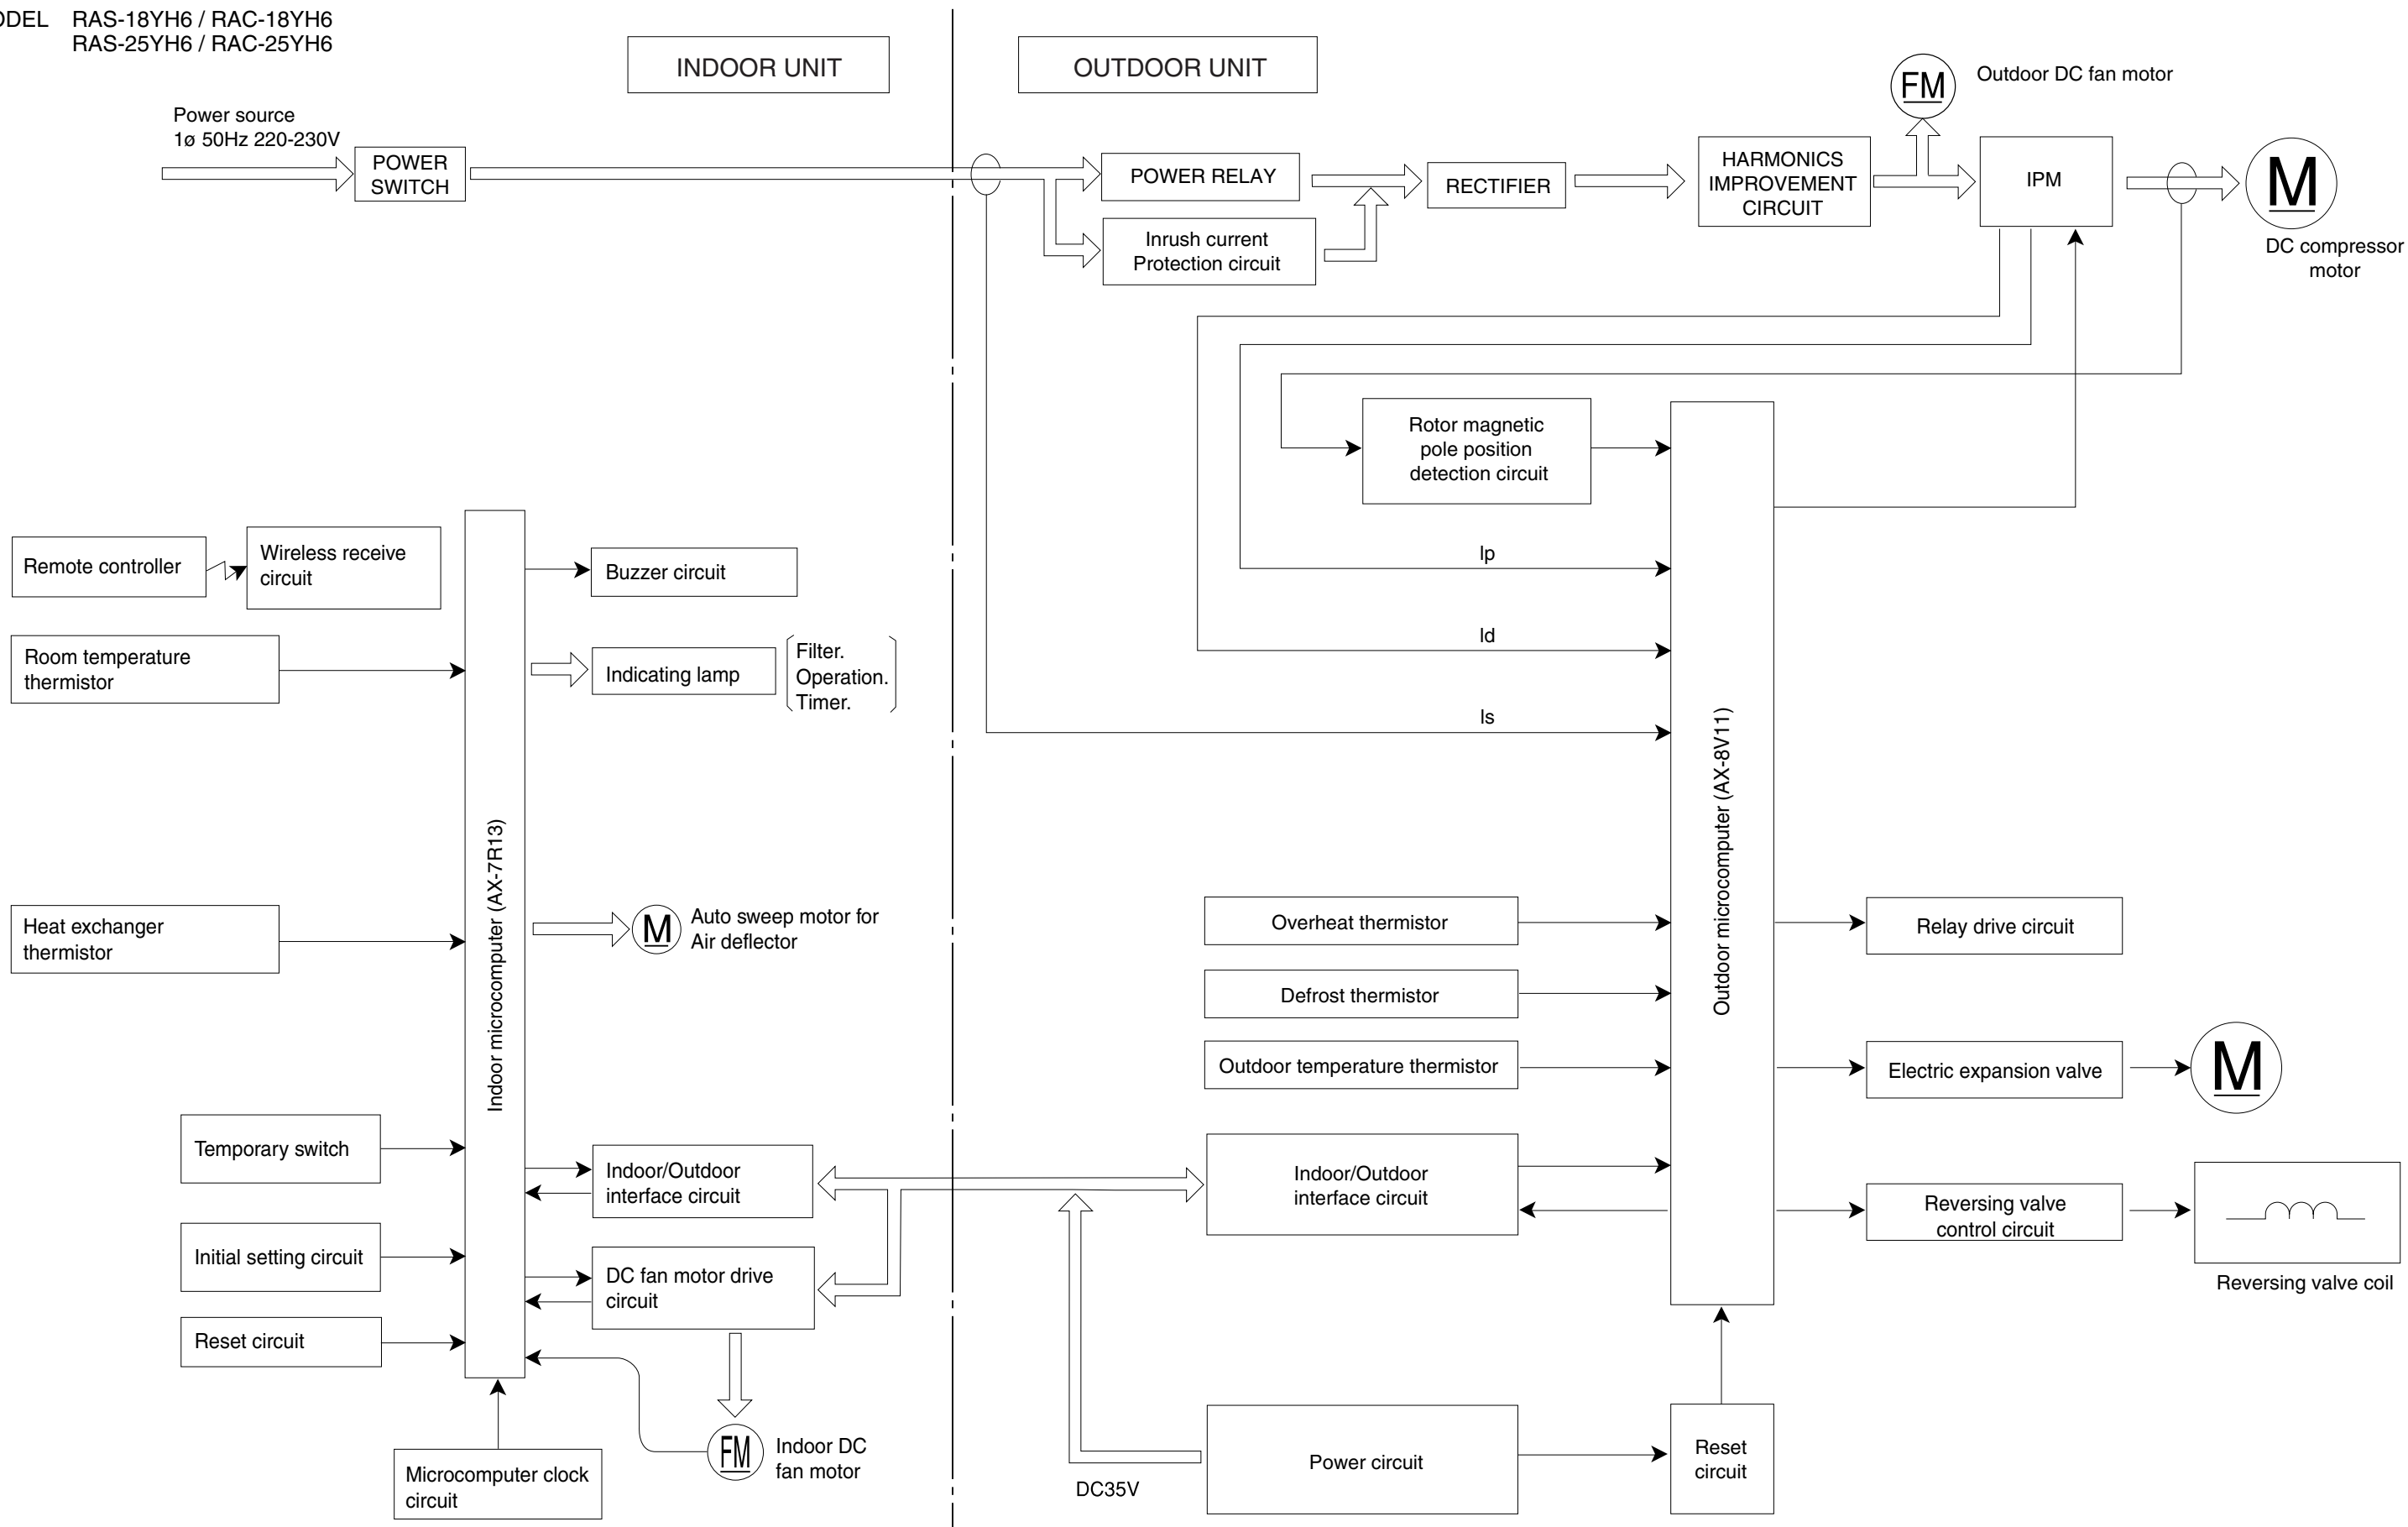 ODEL RAS-18YH6 / RAC-18YH6
RAS-25YH6 / RAC-25YH6
INDOOR UNIT
OUTDOOR UNIT
Power source
1ø 50Hz 220-230V
POWER
SWITCH
POWER RELAY
Inrush current
Protection circuit
RECTIFIER
HARMONICS
IMPROVEMENT
CIRCUIT
FM
Outdoor DC fan motor
IPM
M
DC compressor
motor
Rotor magnetic
pole position
detection circuit
Ip
Id
Is
Outdoor microcomputer (AX-8V11)
Remote controller
Wireless receive
circuit
Room temperature
thermistor
Heat exchanger
thermistor
Temporary switch
Initial setting circuit
Reset circuit
Microcomputer clock
circuit
Indoor microcomputer (AX-7R13)
Buzzer circuit
Indicating lamp
Filter.
Operation.
Timer.
M
Auto sweep motor for
Air deflector
Indoor/Outdoor
interface circuit
DC fan motor drive
circuit
FM
Indoor DC
fan motor
Overheat thermistor
Defrost thermistor
Outdoor temperature thermistor
Indoor/Outdoor
interface circuit
DC35V
Power circuit
Reset
circuit
Relay drive circuit
Electric expansion valve
M
Reversing valve
control circuit
Reversing valve coil